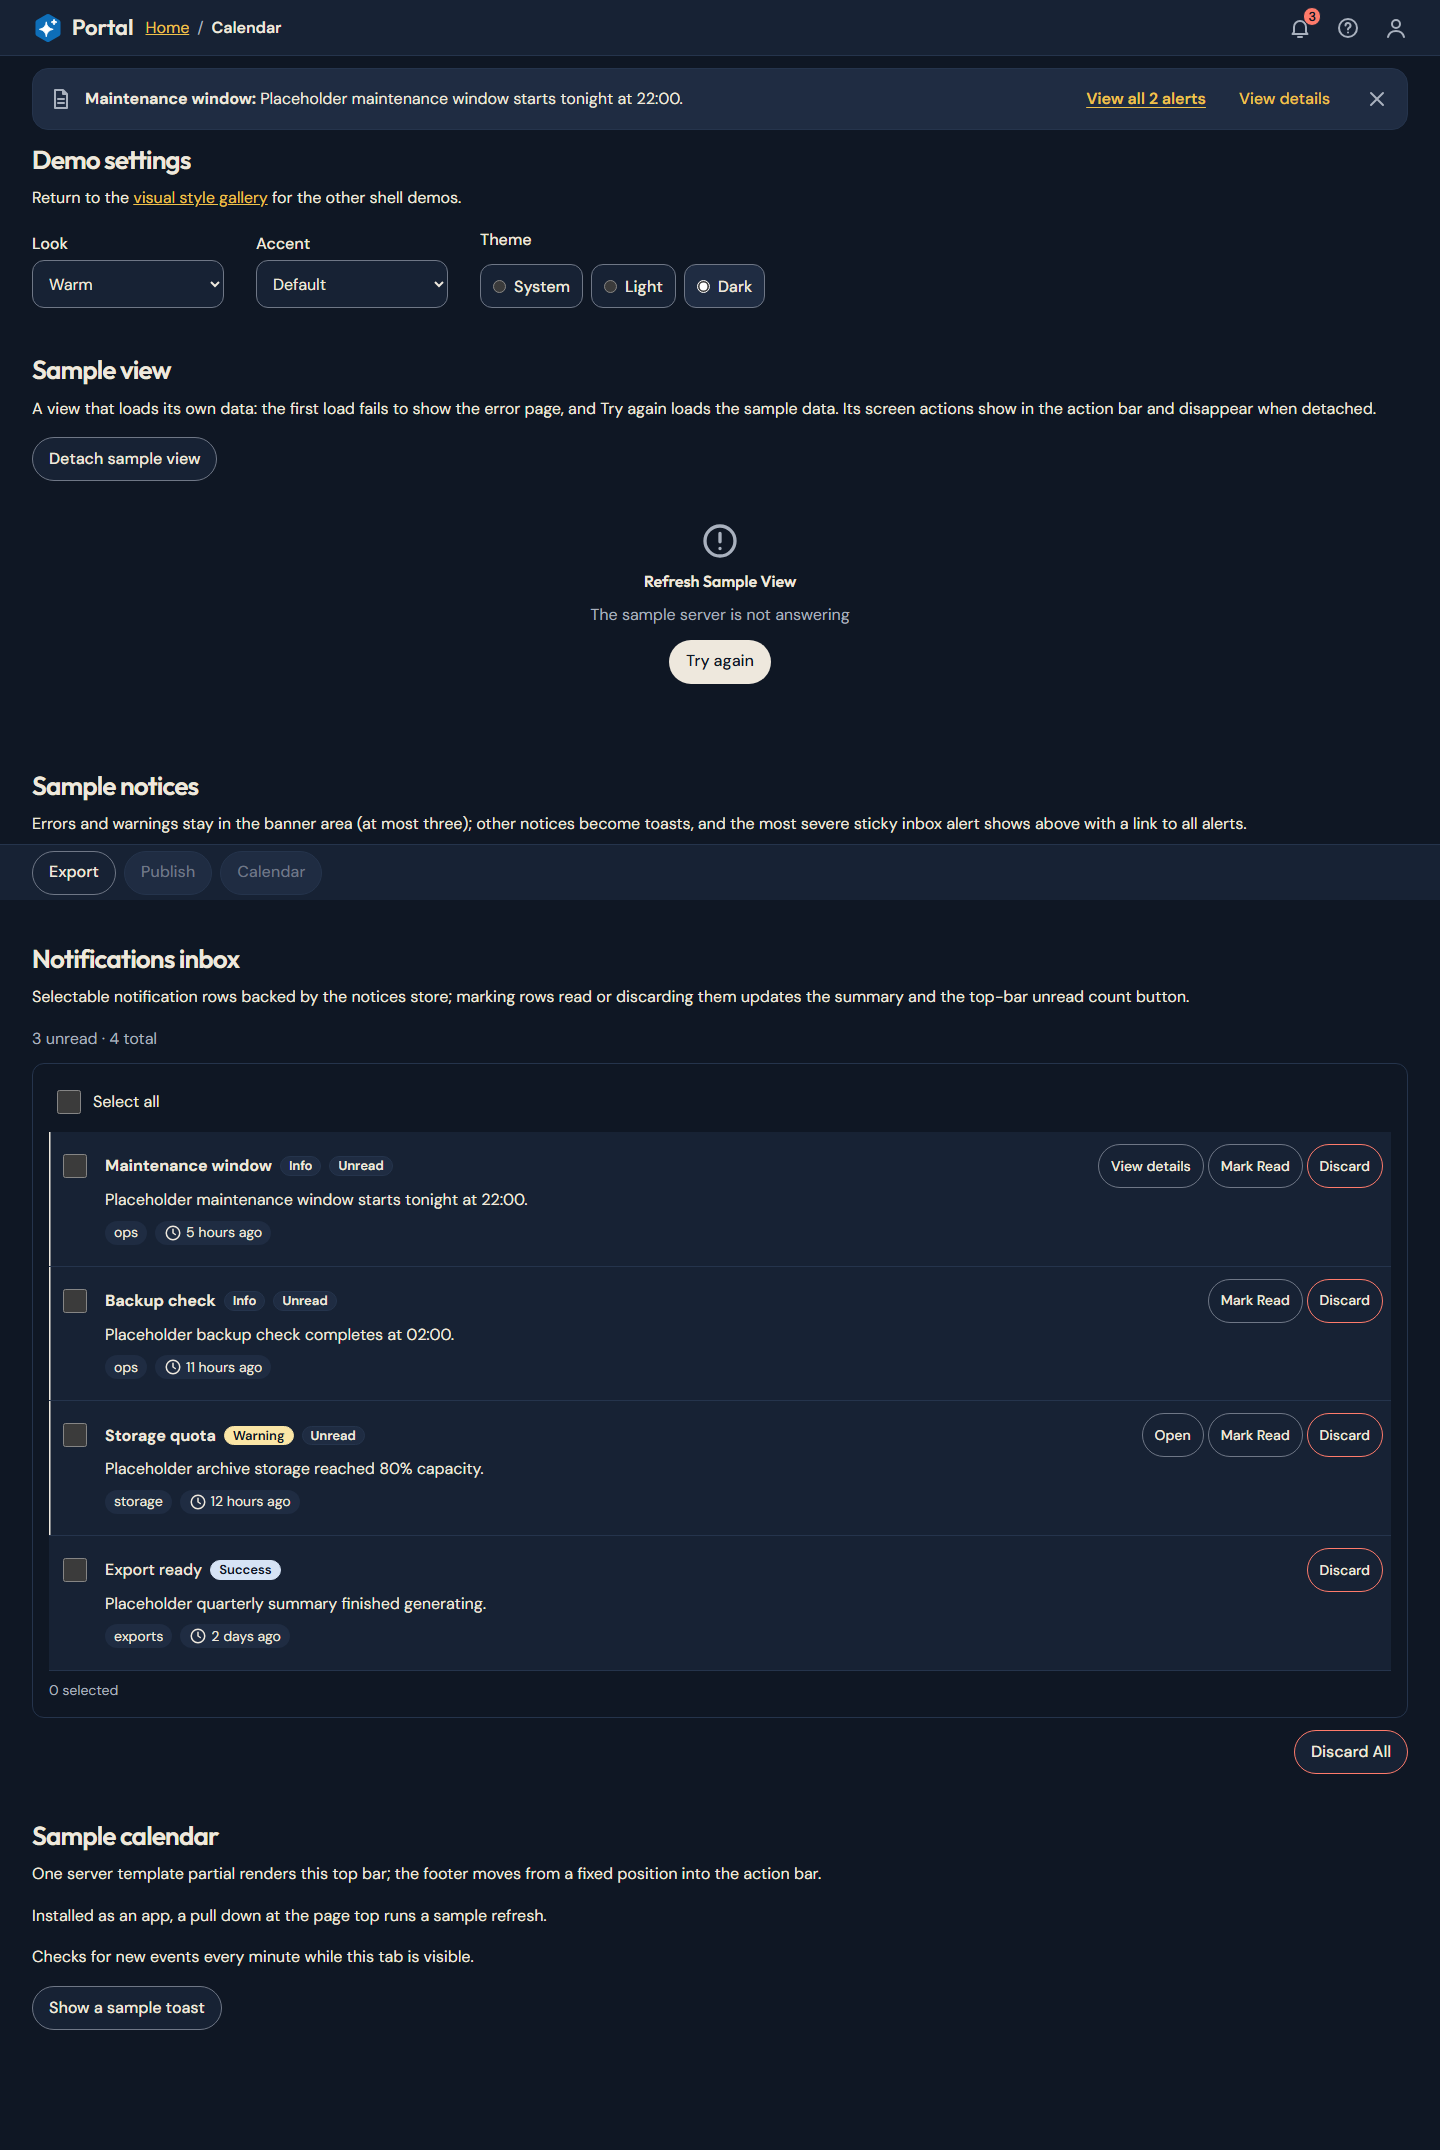 Portal Home / Calendar 3
Maintenance window: Placeholder maintenance window starts tonight at 22:00. View all 2 alerts View details
Demo settings
Return to the visual style gallery for the other shell demos.
Look Accent Theme
Warm Default System Light Dark
Sample view
A view that loads its own data: the first load fails to show the error page, and Try again loads the sample data. Its screen actions show in the action bar and disappear when detached.
Detach sample view
Refresh Sample View
The sample server is not answering
Try again
Sample notices
Errors and warnings stay in the banner area (at most three); other notices become toasts, and the most severe sticky inbox alert shows above with a link to all alerts.
Export Publish Calendar
Notifications inbox
Selectable notification rows backed by the notices store; marking rows read or discarding them updates the summary and the top-bar unread count button.
3 unread · 4 total
Select all
Maintenance window Info Unread View details Mark Read Discard
Placeholder maintenance window starts tonight at 22:00.
ops 5 hours ago
Backup check Info Unread Mark Read Discard
Placeholder backup check completes at 02:00.
ops 11 hours ago
Storage quota Warning Unread Open Mark Read Discard
Placeholder archive storage reached 80% capacity.
storage 12 hours ago
Export ready Success Discard
Placeholder quarterly summary finished generating.
exports 2 days ago
0 selected
Discard All
Sample calendar
One server template partial renders this top bar; the footer moves from a fixed position into the action bar.
Installed as an app, a pull down at the page top runs a sample refresh.
Checks for new events every minute while this tab is visible.
Show a sample toast